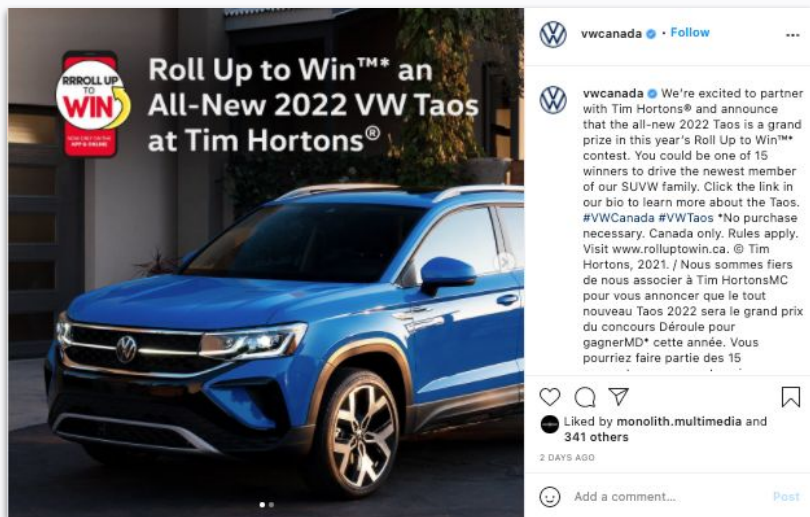 RRROLL UP
TO
WIN
NOW ONLY ON THE
APP & ONLINE
Roll Up to Win™* an
All-New 2022 VW Taos
at Tim Hortons®
vwcanada • Follow
vwcanada We're excited to partner
with Tim Hortons® and announce
that the all-new 2022 Taos is a grand
prize in this year's Roll Up to Win™*
contest. You could be one of 15
winners to drive the newest member
of our SUVW family. Click the link in
our bio to learn more about the Taos.
#VWCanada #VWTaos *No purchase
necessary. Canada only. Rules apply.
Visit www.rolluptowin.ca. © Tim
Hortons, 2021. / Nous sommes fiers
de nous associer à Tim HortonsMC
pour vous annoncer que le tout
nouveau Taos 2022 sera le grand prix
du concours Déroule pour
gagnerMD* cette année. Vous
pourriez faire partie des 15
Liked by monolith.multimedia and
341 others
2 DAYS AGO
Add a comment... Post